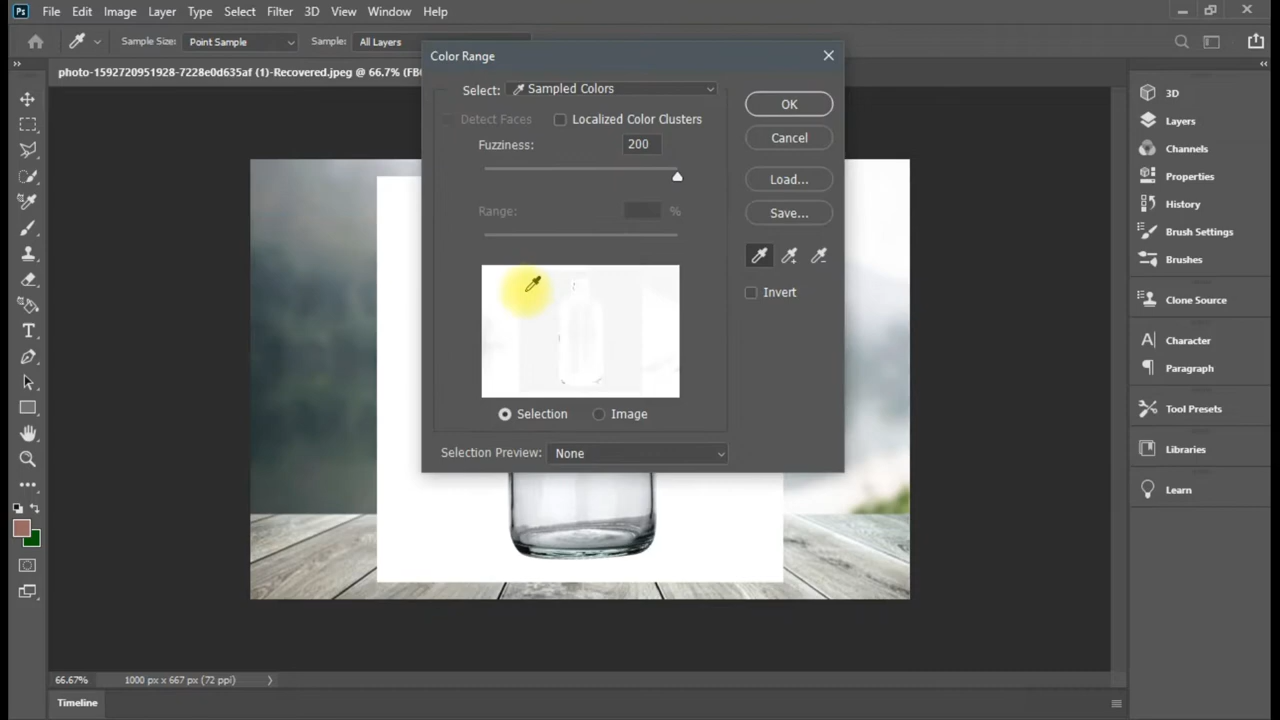 Ps File Edit Image Layer Type Select Filter 3D View Window Help
Sample Size: Point Sample Sample: All Layers
photo-1592720951928-7228e0d635af (1)-Recovered.jpeg @ 66.7% (FB
Color Range
Select: Sampled Colors
OK
Detect Faces Localized Color Clusters
Cancel
Fuzziness: 200
Load...
Range: %
Save...
Invert
Selection Image
Selection Preview: None
3D
Layers
Channels
Properties
History
Brush Settings
Brushes
Clone Source
Character
Paragraph
Tool Presets
Libraries
Learn
66.67% 1000 px x 667 px (72 ppi)
Timeline